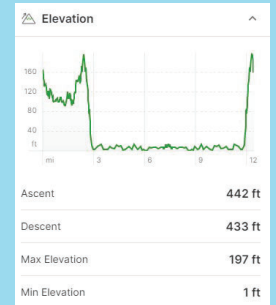 Elevation
160
120
80
40
ft
mi 3 6 9 12
Ascent 442 ft
Descent 433 ft
Max Elevation 197 ft
Min Elevation 1 ft